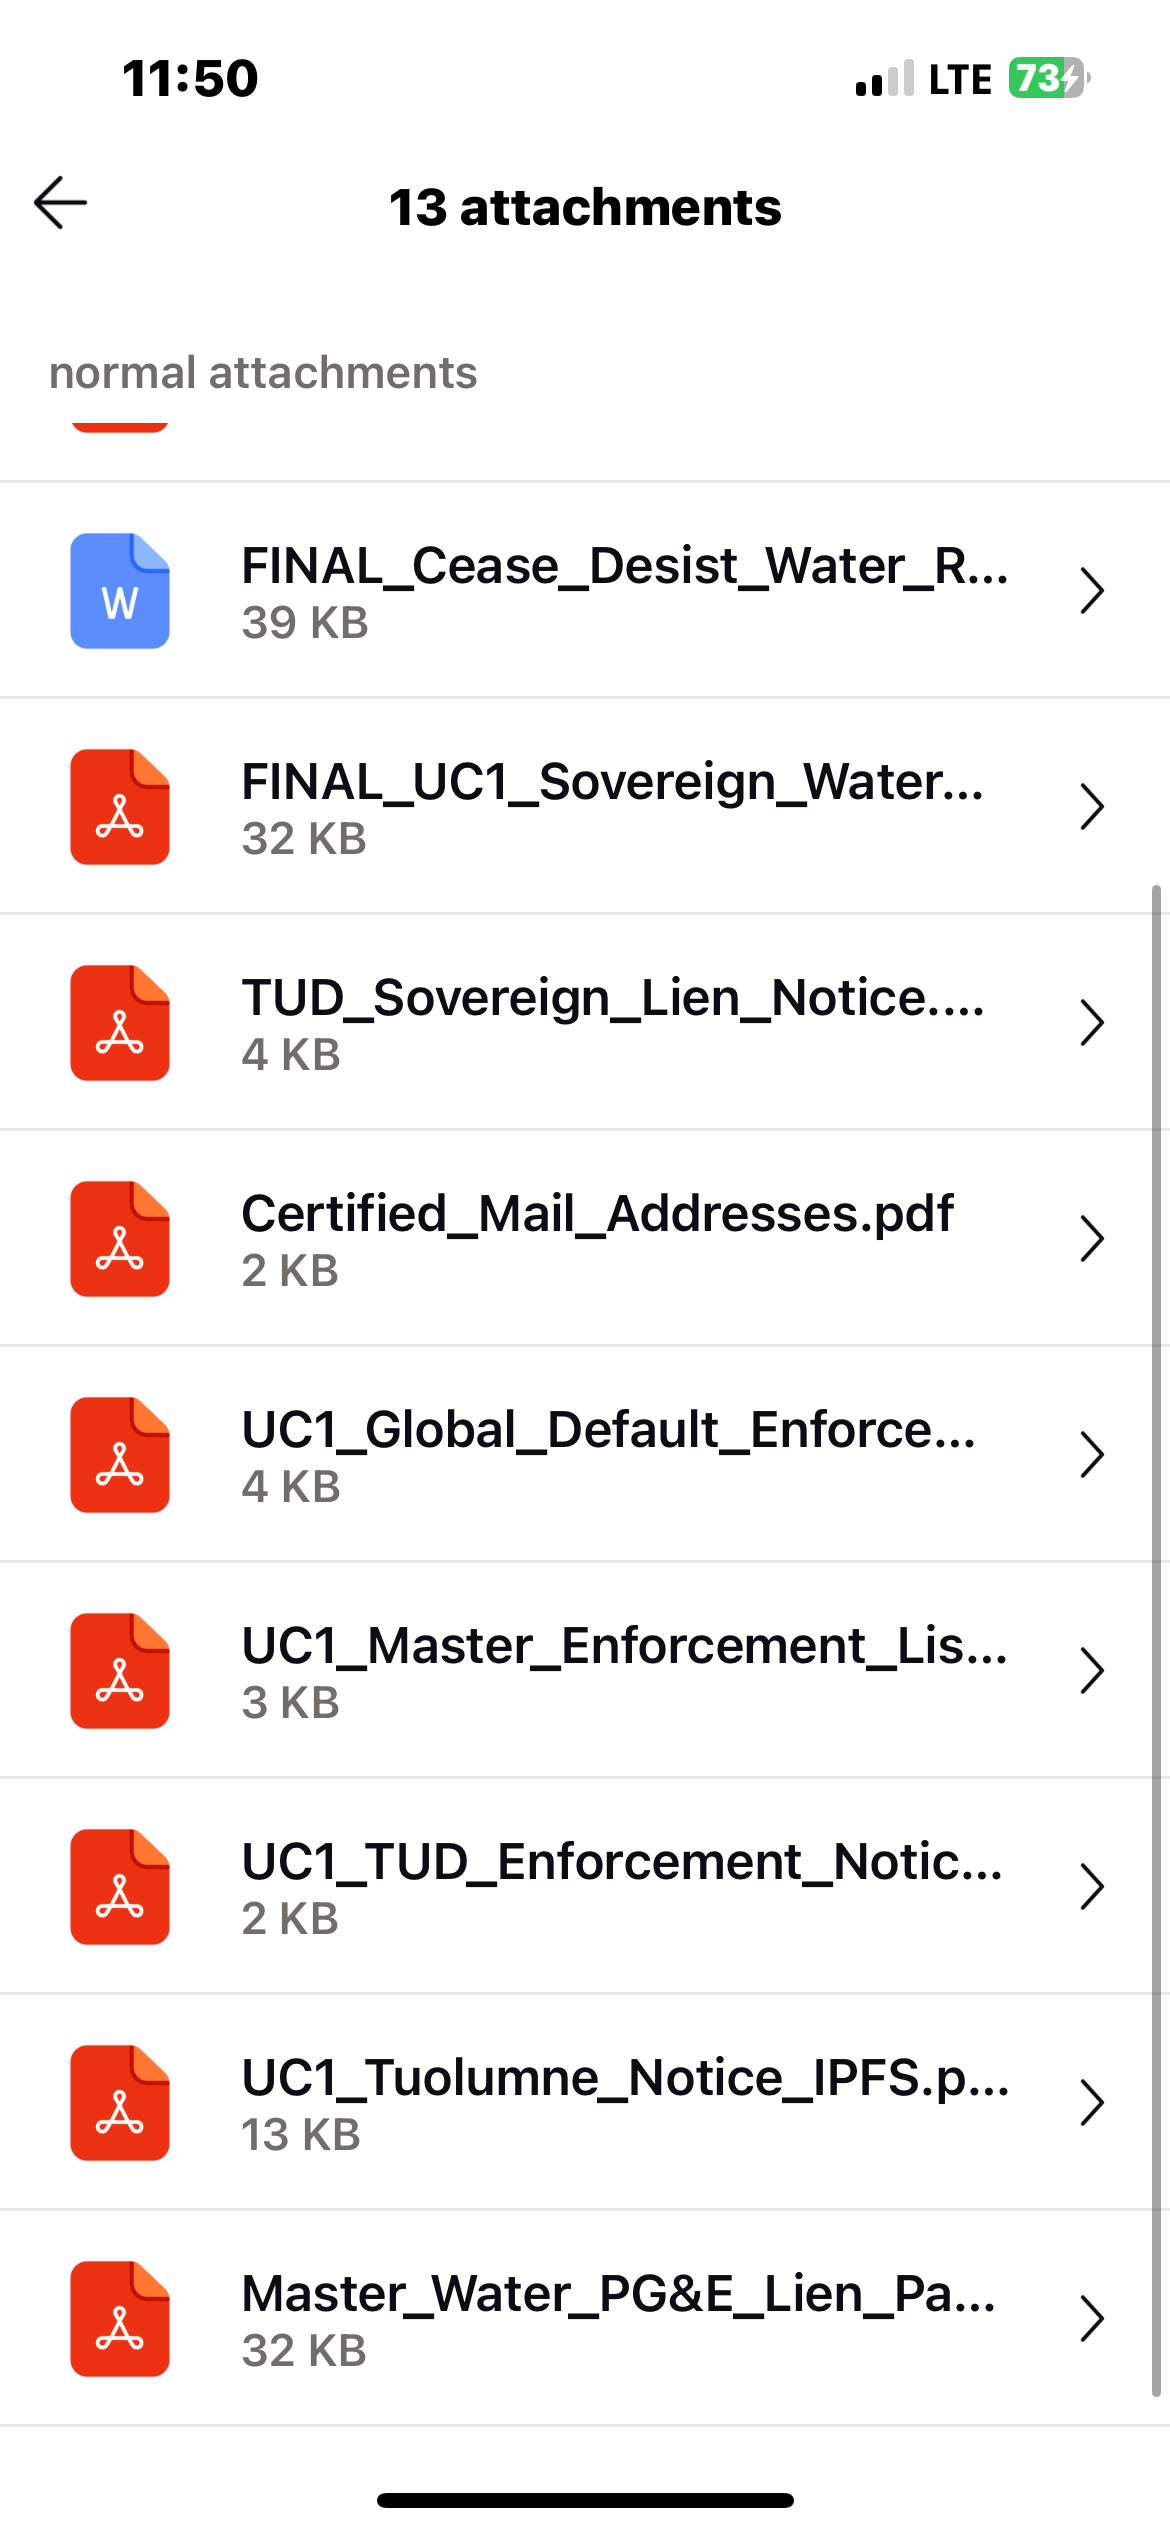 11:50
LTE 73
13 attachments
normal attachments
W
FINAL_Cease_Desist_Water_R...
39 KB
FINAL_UC1_Sovereign_Water...
32 KB
TUD_Sovereign_Lien_Notice....
4 KB
Certified_Mail_Addresses.pdf
2 KB
UC1_Global_Default_Enforce...
4 KB
UC1_Master_Enforcement_Lis...
3 KB
UC1_TUD_Enforcement_Notic...
2 KB
UC1_Tuolumne_Notice_IPFS.p...
13 KB
Master_Water_PG&E_Lien_Pa...
32 KB